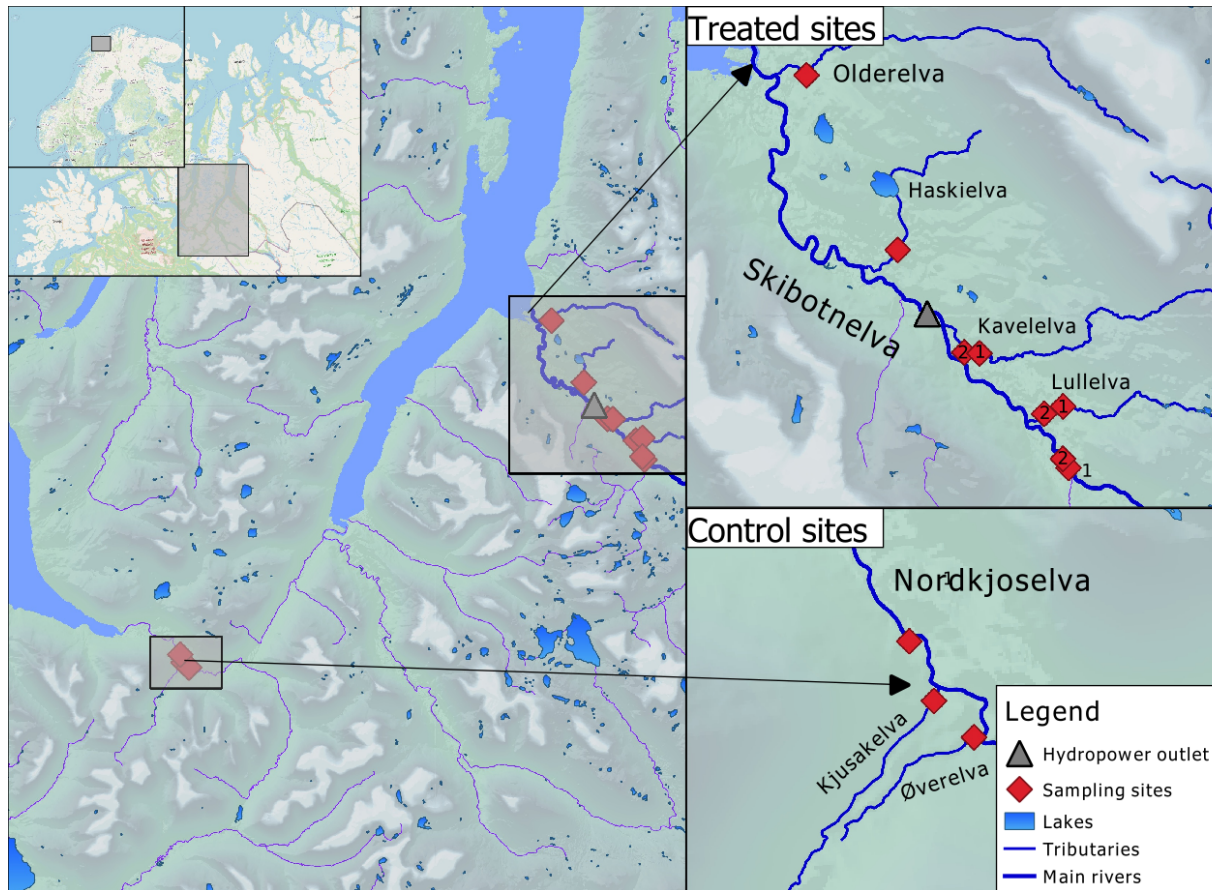 Treated sites
Olderelva
Haskielva
Skibotnelva
Kavelelva
2 1
Lullelva
1
2
2
1
Control sites
Nordkjoselva
1
Kjusakelva
Øverelva
Legend
Hydropower outlet
Sampling sites
Lakes
Tributaries
Main rivers